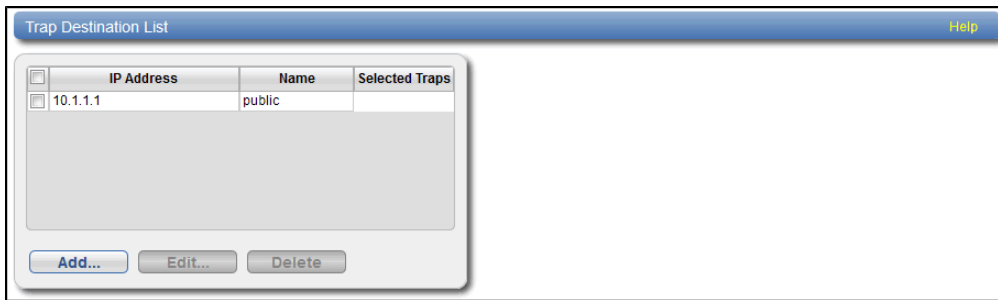 Trap Destination List Help
IP Address Name Selected Traps
10.1.1.1 public
Add... Edit... Delete